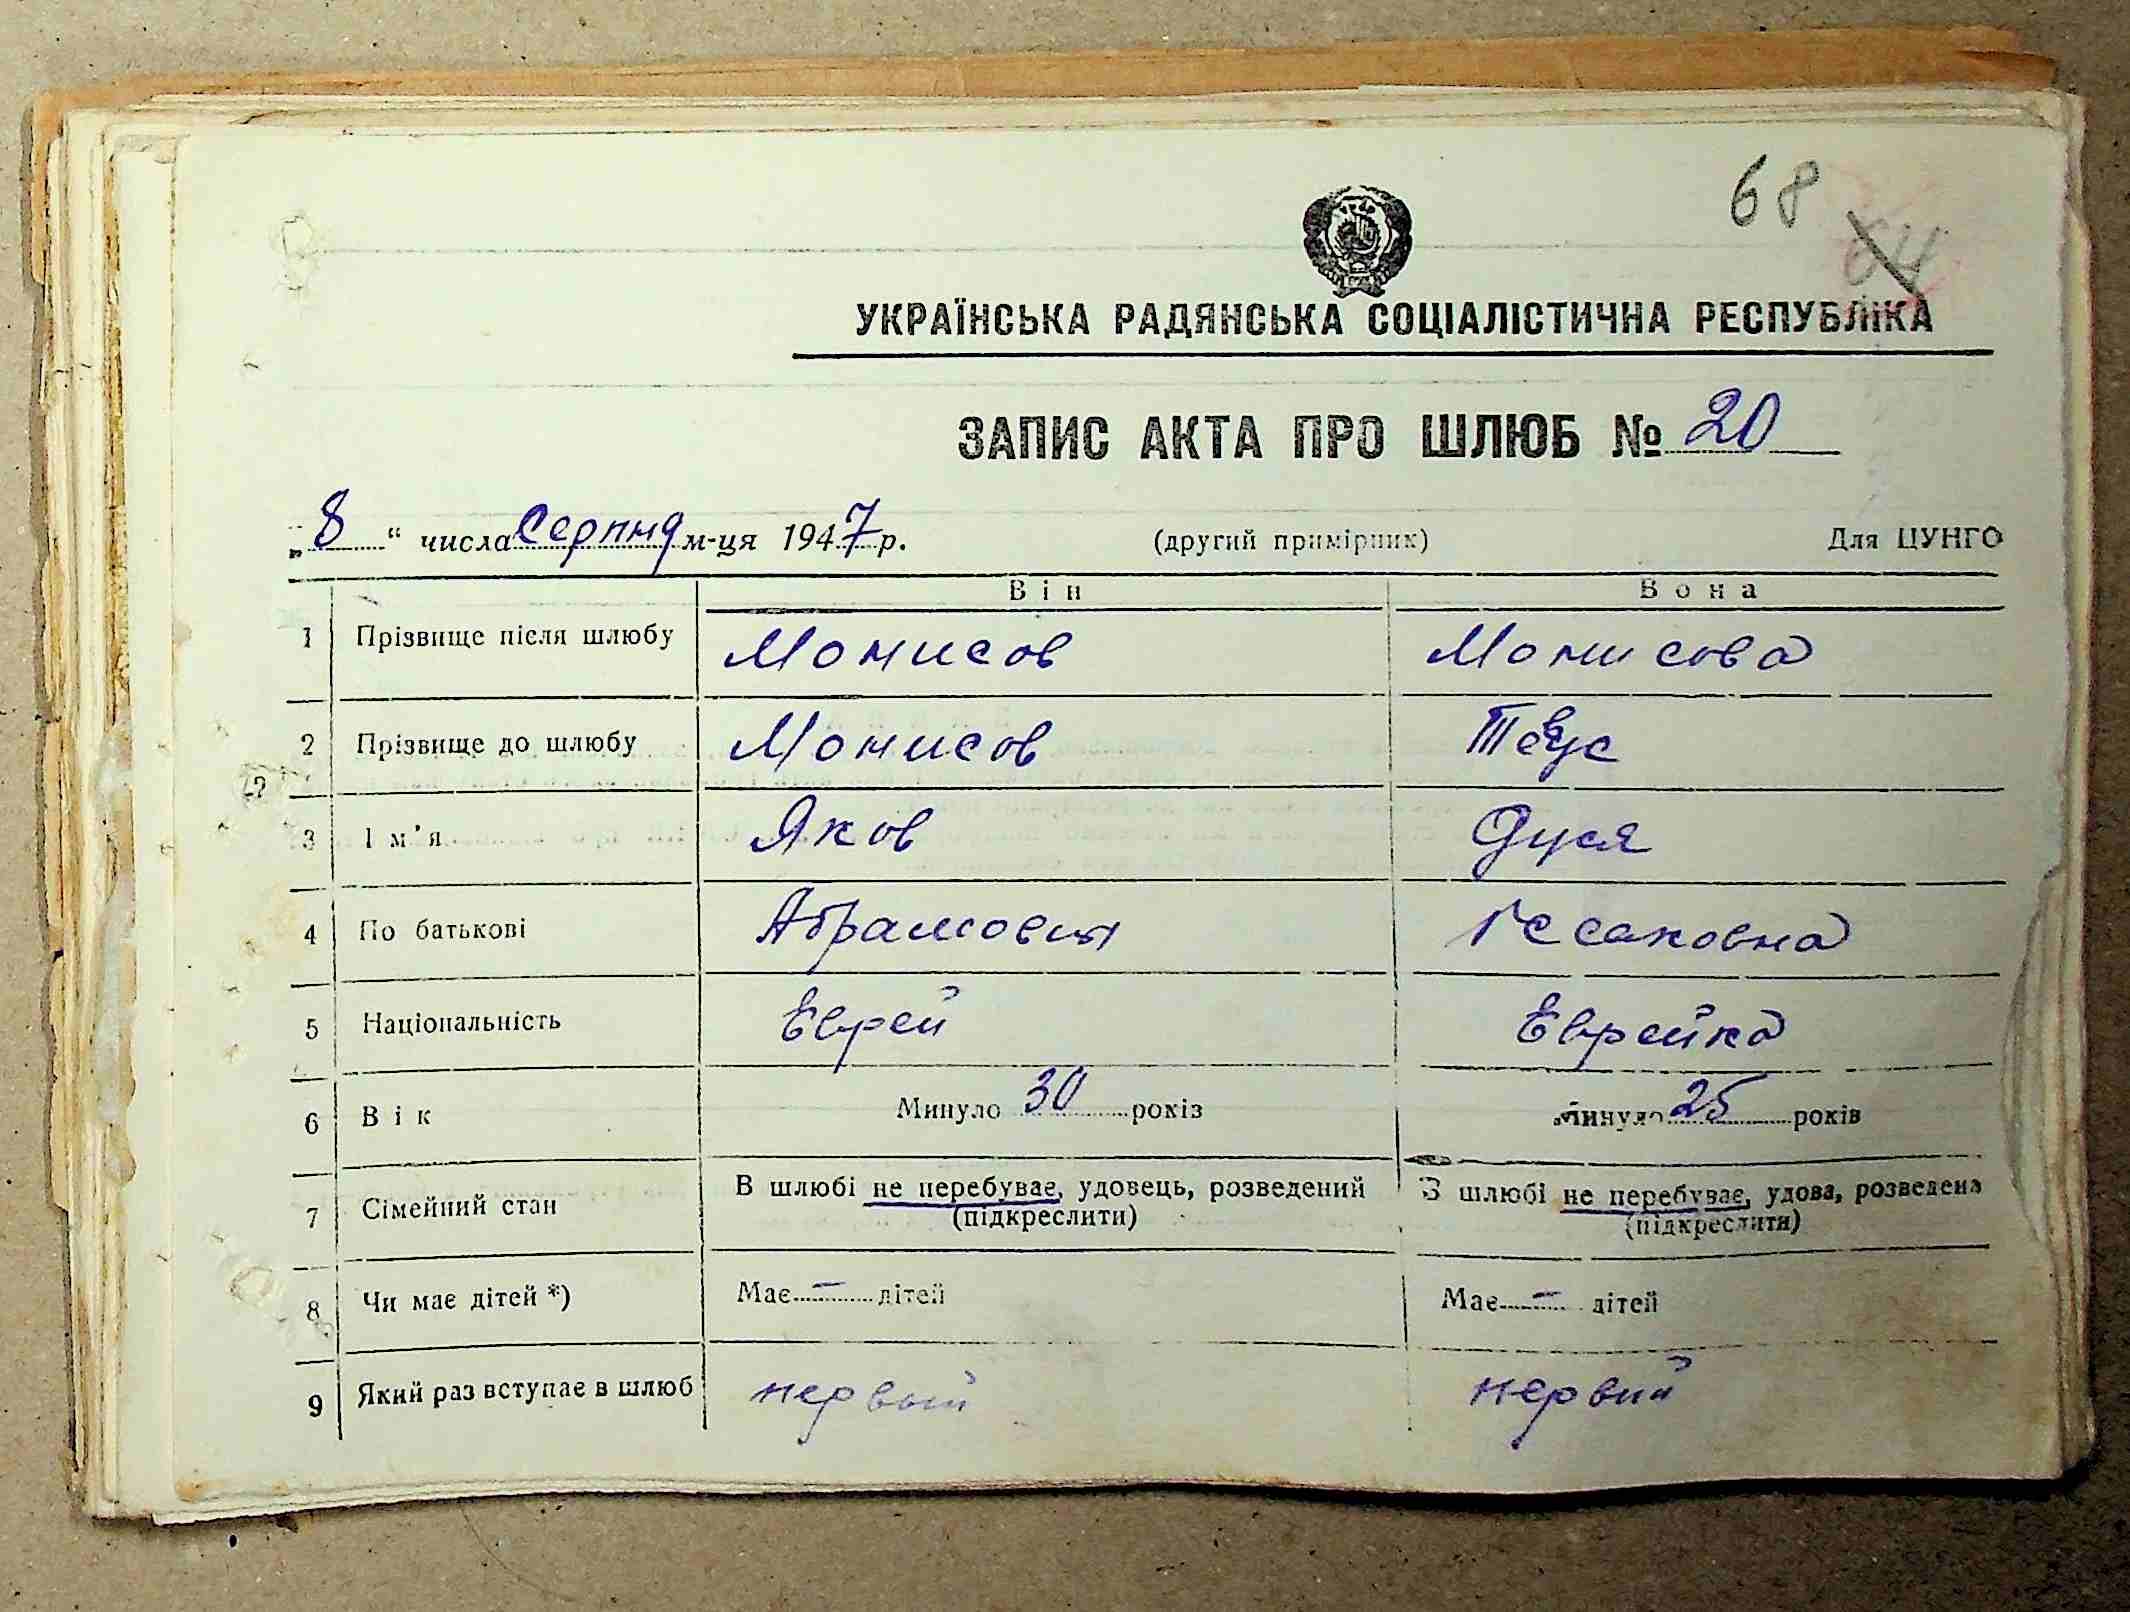 68 64
УКРАЇНСЬКА РАДЯНСЬКА СОЦІАЛІСТИЧНА РЕСПУБЛІКА
ЗАПИС АКТА ПРО ШЛЮБ № 20
„8“ числа Серпня м-ця 1947 р. (другий примірник) Для ЦУНГО
Він Вона
1 Прізвище після шлюбу Монисов Монисова
2 Прізвище до шлюбу Монисов
3 Ім’я Яков Дуся
4 По батькові Абрамович Ісаковна
5 Національність Еврей Еврейка
6 Вік Минуло 30 років Минуло 25 років
7 Сімейний стан В шлюбі не перебуває, удовець, розведений В шлюбі не перебуває, удова, розведена
(підкреслити) (підкреслити)
8 Чи має дітей *) Має – дітей Має – дітей
9 Який раз вступає в шлюб первый первий